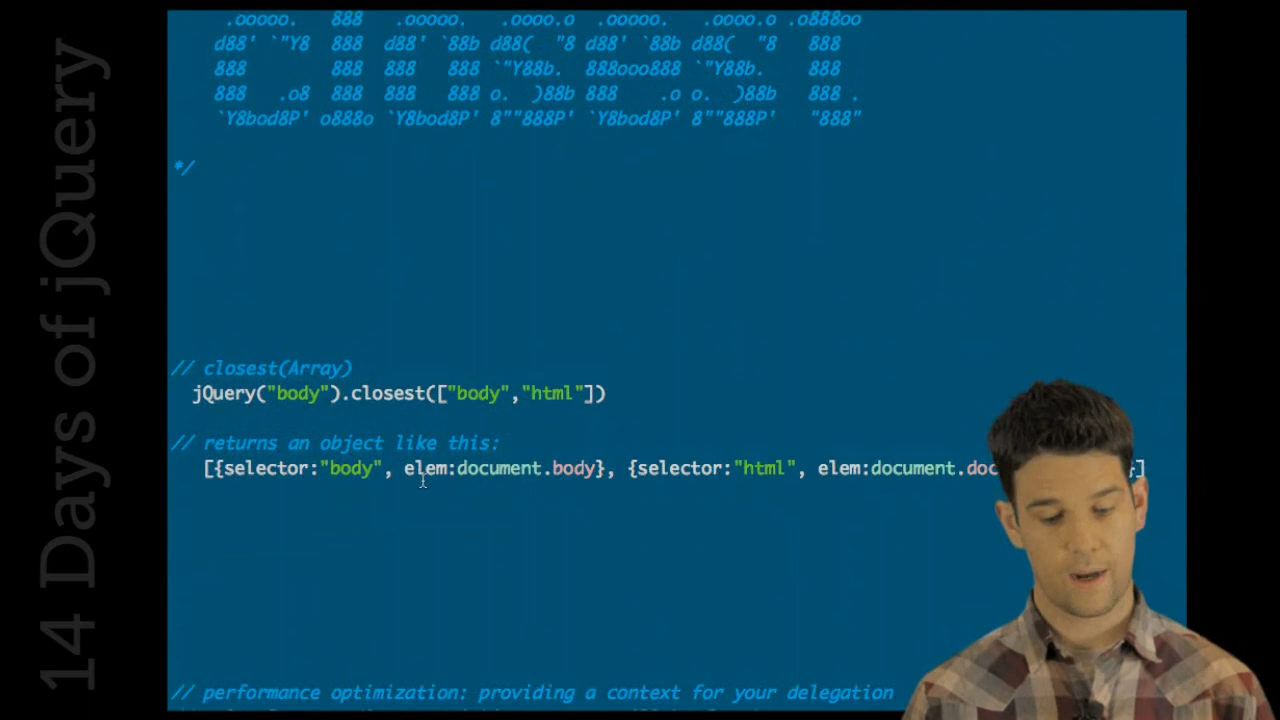 14 Days of jQuery
.ooooo.   888   .ooooo.   .oooo.o  .ooooo.   .oooo.o .o888oo
d88' `"Y8  888  d88' `88b d88(  "8 d88' `88b d88(  "8   888
888        888  888   888 `"Y88b.  888ooo888 `"Y88b.    888
888   .o8  888  888   888 o.  )88b 888    .o o.  )88b   888 .
`Y8bod8P' o888o `Y8bod8P' 8""888P' `Y8bod8P' 8""888P'   "888"
*/
// closest(Array)
jQuery("body").closest(["body","html"])
// returns an object like this:
[{selector:"body", elem:document.body}, {selector:"html", elem:document.doc }]
// performance optimization: providing a context for your delegation